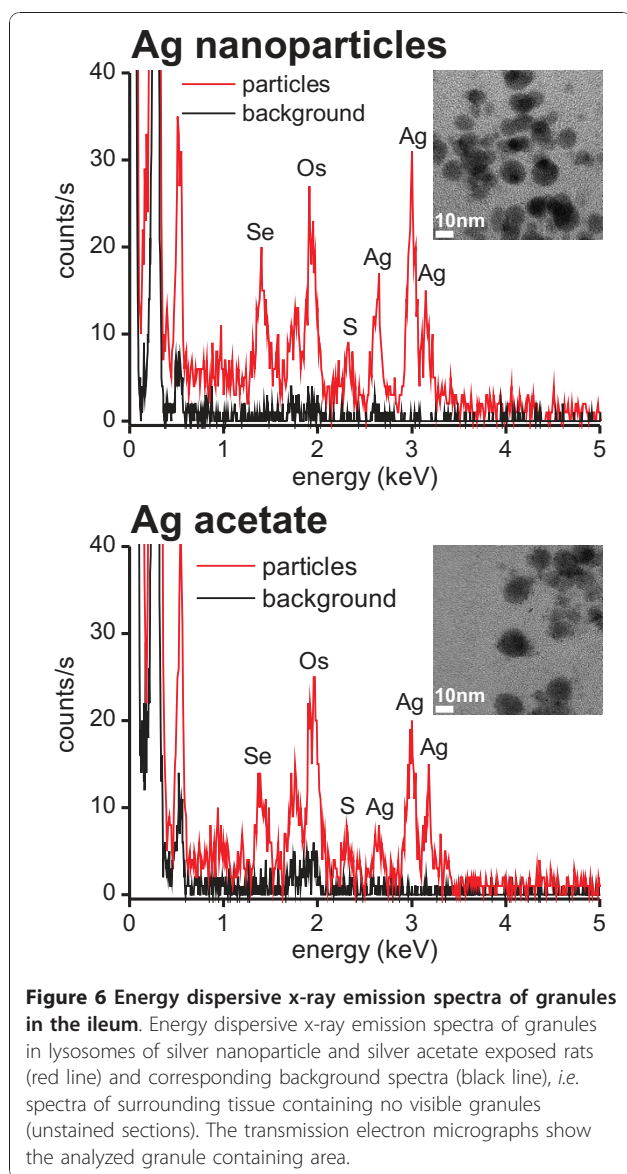 Ag nanoparticles
40
30
20
10
0
counts/s
particles
background
Se
Os
S
Ag
Ag
Ag
10nm
0 1 2 3 4 5
energy (keV)
Ag acetate
40
30
20
10
0
counts/s
particles
background
Se
Os
S
Ag
Ag
Ag
10nm
0 1 2 3 4 5
energy (keV)
Figure 6 Energy dispersive x-ray emission spectra of granules
in the ileum. Energy dispersive x-ray emission spectra of granules
in lysosomes of silver nanoparticle and silver acetate exposed rats
(red line) and corresponding background spectra (black line), i.e.
spectra of surrounding tissue containing no visible granules
(unstained sections). The transmission electron micrographs show
the analyzed granule containing area.